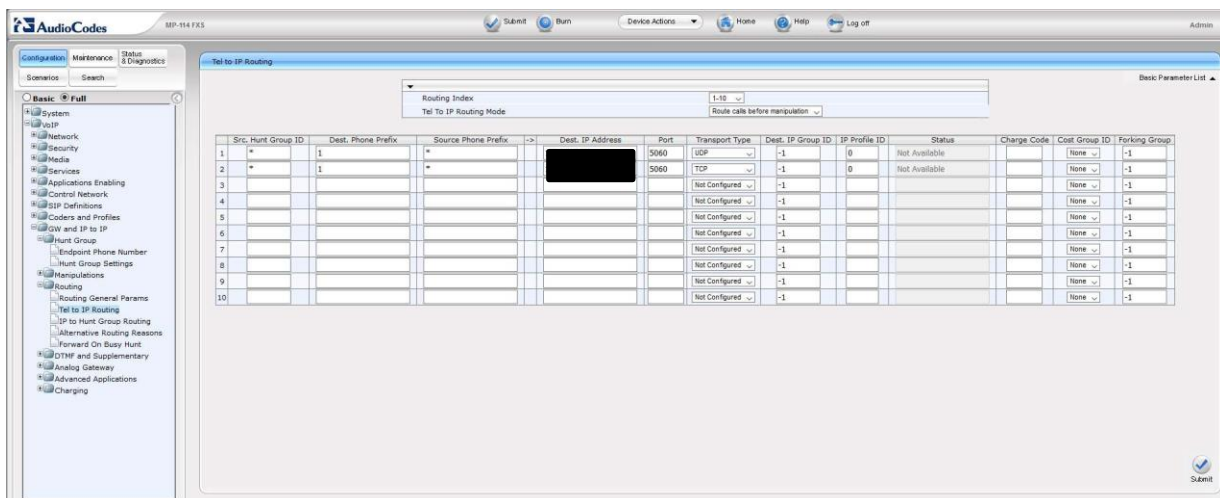 AudioCodes
MP-114 FXS
Submit
Burn
Device Actions
Home
Help
Log off
Admin
Configuration
Maintenance
Status & Diagnostics
Scenarios
Search
Basic
Full
System
VoIP
Network
Security
Media
Services
Applications Enabling
Control Network
SIP Definitions
Coders and Profiles
GW and IP to IP
Hunt Group
Endpoint Phone Number
Hunt Group Settings
Manipulations
Routing
Routing General Params
Tel to IP Routing
IP to Hunt Group Routing
Alternative Routing Reasons
Forward On Busy Hunt
DTMF and Supplementary
Analog Gateway
Advanced Applications
Charging
Tel to IP Routing
Basic Parameter List
Routing Index 1-10
Tel To IP Routing Mode Route calls before manipulation
Src. Hunt Group ID Dest. Phone Prefix Source Phone Prefix -> Dest. IP Address Port Transport Type Dest. IP Group ID IP Profile ID Status Charge Code Cost Group ID Forking Group
1 * 1 * 5060 UDP -1 0 Not Available None -1
2 * 1 * 5060 TCP -1 0 Not Available None -1
3 Not Configured -1 None -1
4 Not Configured -1 None -1
5 Not Configured -1 None -1
6 Not Configured -1 None -1
7 Not Configured -1 None -1
8 Not Configured -1 None -1
9 Not Configured -1 None -1
10 Not Configured -1 None -1
Submit